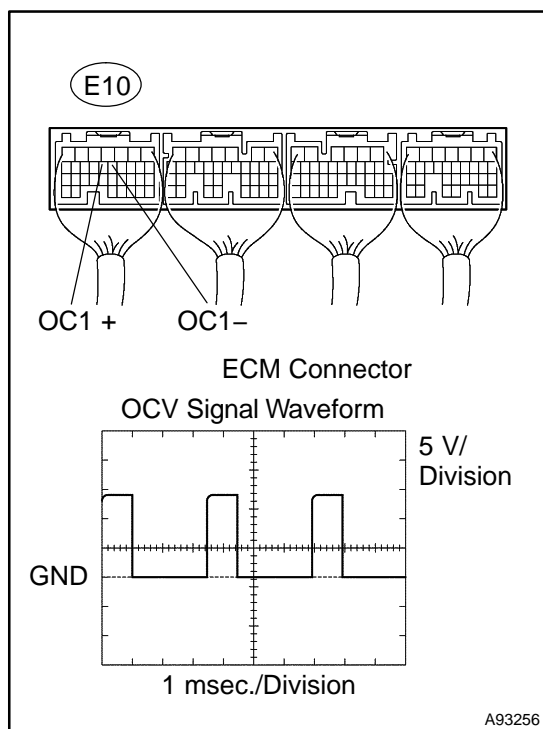 E10
OC1 +
OC1−
ECM Connector
OCV Signal Waveform
5 V/
Division
GND
1 msec./Division
A93256